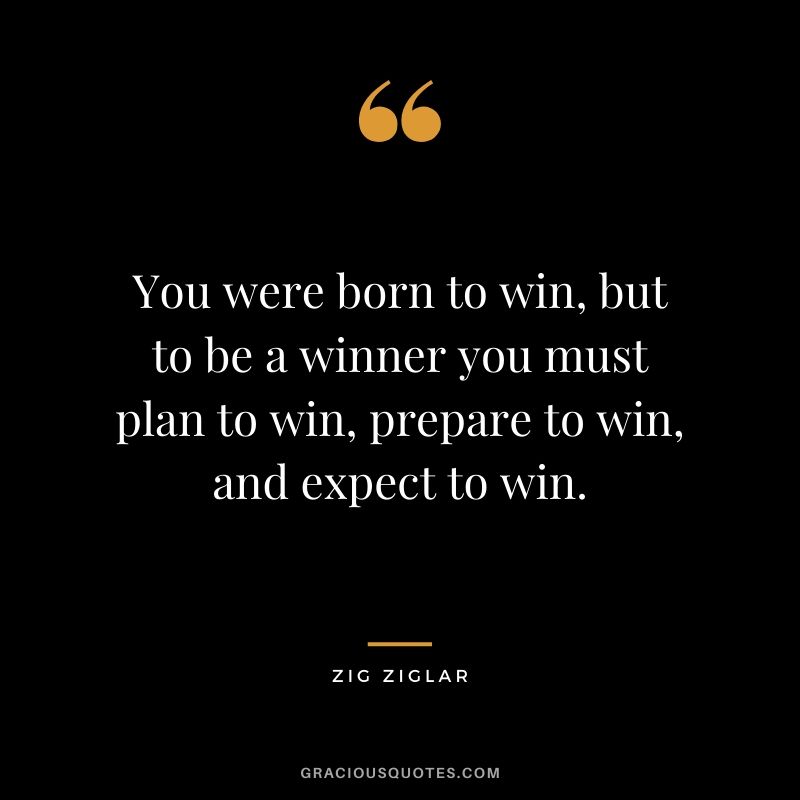 “
You were born to win, but
to be a winner you must
plan to win, prepare to win,
and expect to win.
ZIG ZIGLAR
GRACIOUSQUOTES.COM